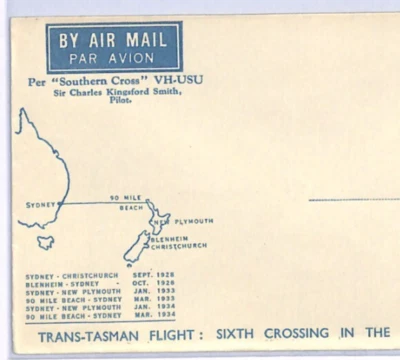 BY AIR MAIL
PAR AVION
Per "Southern Cross" VH-USU
Sir Charles Kingsford Smith,
Pilot.
SYDNEY
90 MILE
BEACH
NEW PLYMOUTH
BLENHEIM
CHRISTCHURCH
SYDNEY - CHRISTCHURCH SEPT. 1928
BLENHEIM - SYDNEY - OCT. 1928
SYDNEY - NEW PLYMOUTH JAN. 1933
90 MILE BEACH - SYDNEY MAR. 1933
SYDNEY - NEW PLYMOUTH JAN. 1934
90 MILE BEACH - SYDNEY MAR. 1934
TRANS-TASMAN FLIGHT: SIXTH CROSSING IN THE